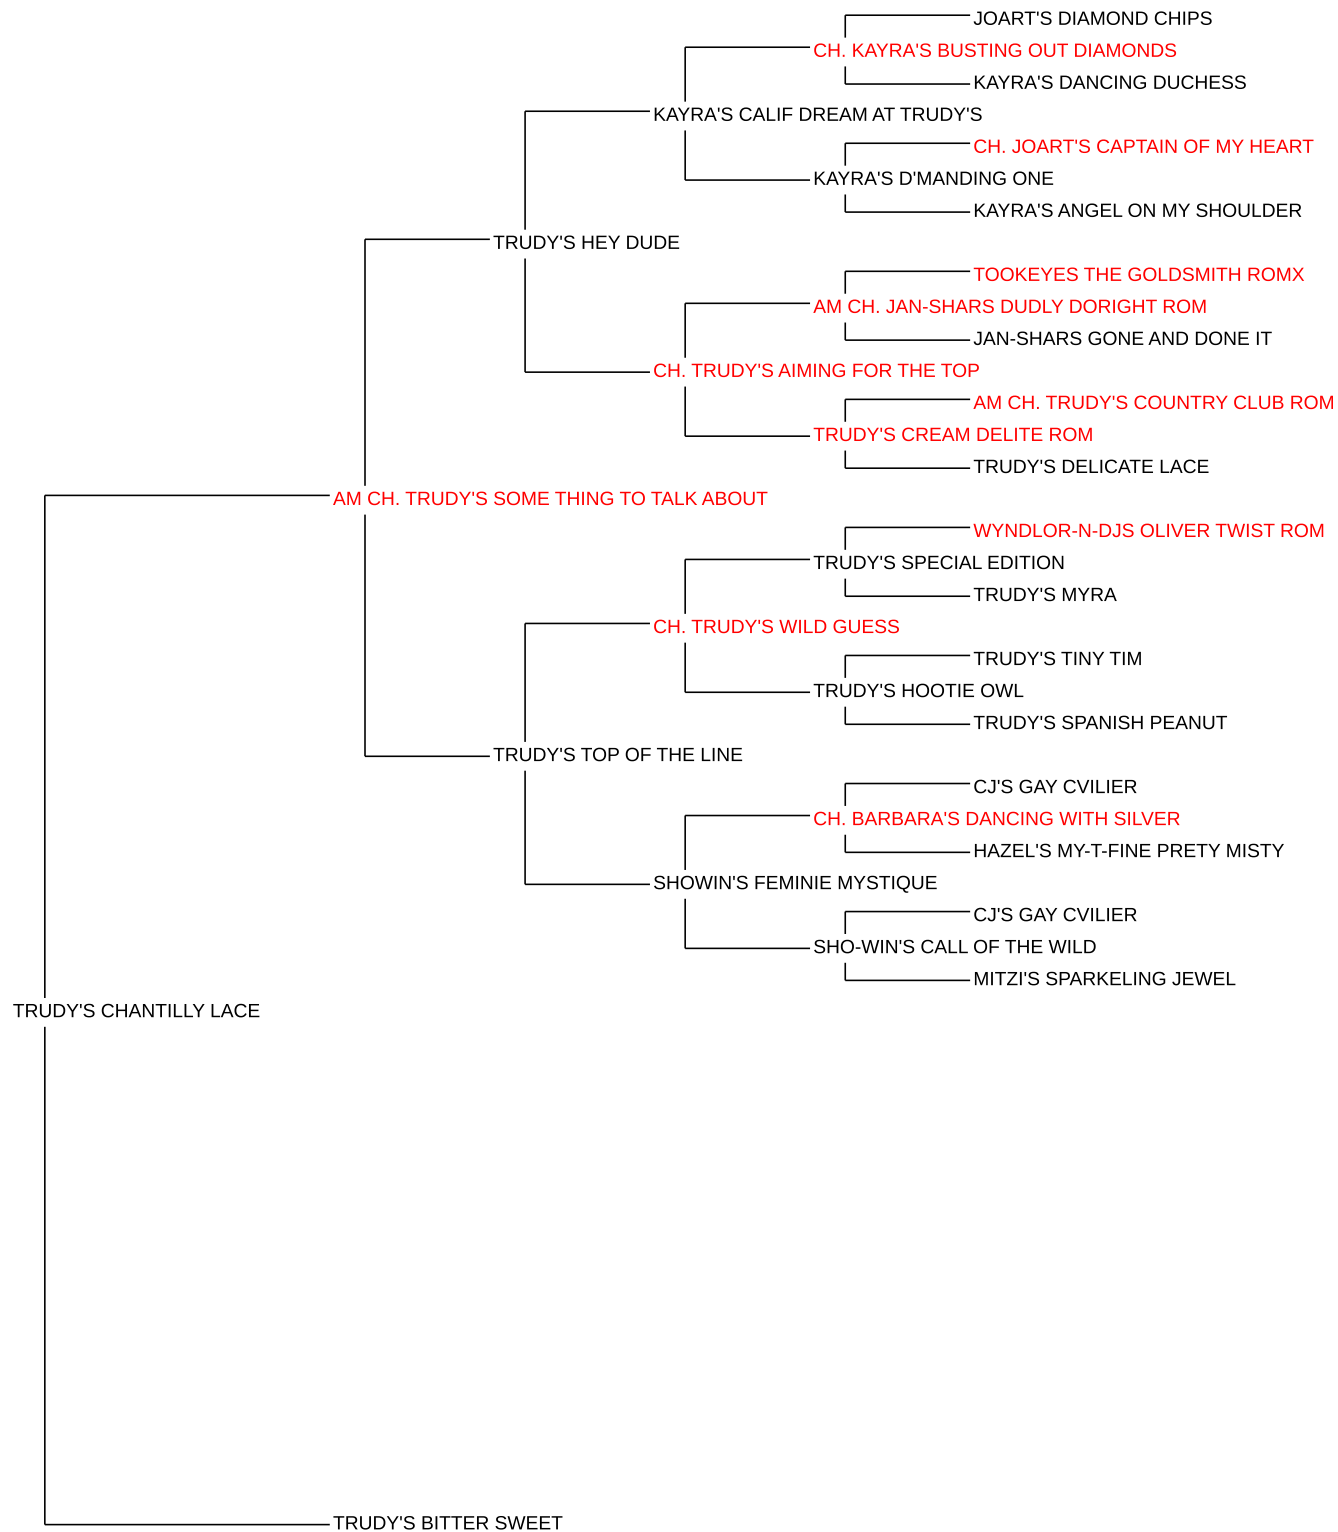 JOART'S DIAMOND CHIPS
CH. KAYRA'S BUSTING OUT DIAMONDS
KAYRA'S DANCING DUCHESS
KAYRA'S CALIF DREAM AT TRUDY'S
CH. JOART'S CAPTAIN OF MY HEART
KAYRA'S D'MANDING ONE
KAYRA'S ANGEL ON MY SHOULDER
TRUDY'S HEY DUDE
TOOKEYES THE GOLDSMITH ROMX
AM CH. JAN-SHARS DUDLY DORIGHT ROM
JAN-SHARS GONE AND DONE IT
CH. TRUDY'S AIMING FOR THE TOP
AM CH. TRUDY'S COUNTRY CLUB ROM
TRUDY'S CREAM DELITE ROM
TRUDY'S DELICATE LACE
AM CH. TRUDY'S SOME THING TO TALK ABOUT
WYNDLOR-N-DJS OLIVER TWIST ROM
TRUDY'S SPECIAL EDITION
TRUDY'S MYRA
CH. TRUDY'S WILD GUESS
TRUDY'S TINY TIM
TRUDY'S HOOTIE OWL
TRUDY'S SPANISH PEANUT
TRUDY'S TOP OF THE LINE
CJ'S GAY CVILIER
CH. BARBARA'S DANCING WITH SILVER
HAZEL'S MY-T-FINE PRETY MISTY
SHOWIN'S FEMINIE MYSTIQUE
CJ'S GAY CVILIER
SHO-WIN'S CALL OF THE WILD
MITZI'S SPARKELING JEWEL
TRUDY'S CHANTILLY LACE
TRUDY'S BITTER SWEET